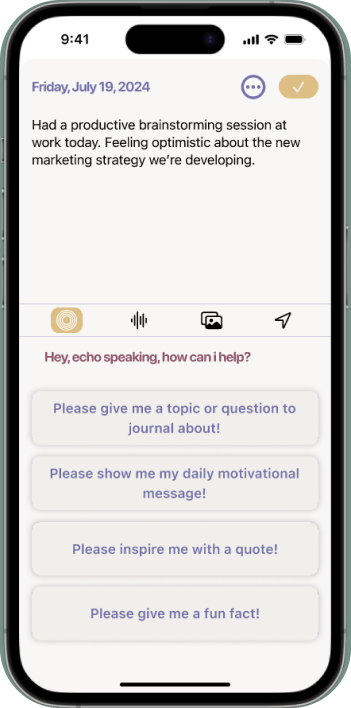 9:41
Friday, July 19, 2024
Had a productive brainstorming session at
work today. Feeling optimistic about the new
marketing strategy we're developing.
Hey, echo speaking, how can i help?
Please give me a topic or question to
journal about!
Please show me my daily motivational
message!
Please inspire me with a quote!
Please give me a fun fact!